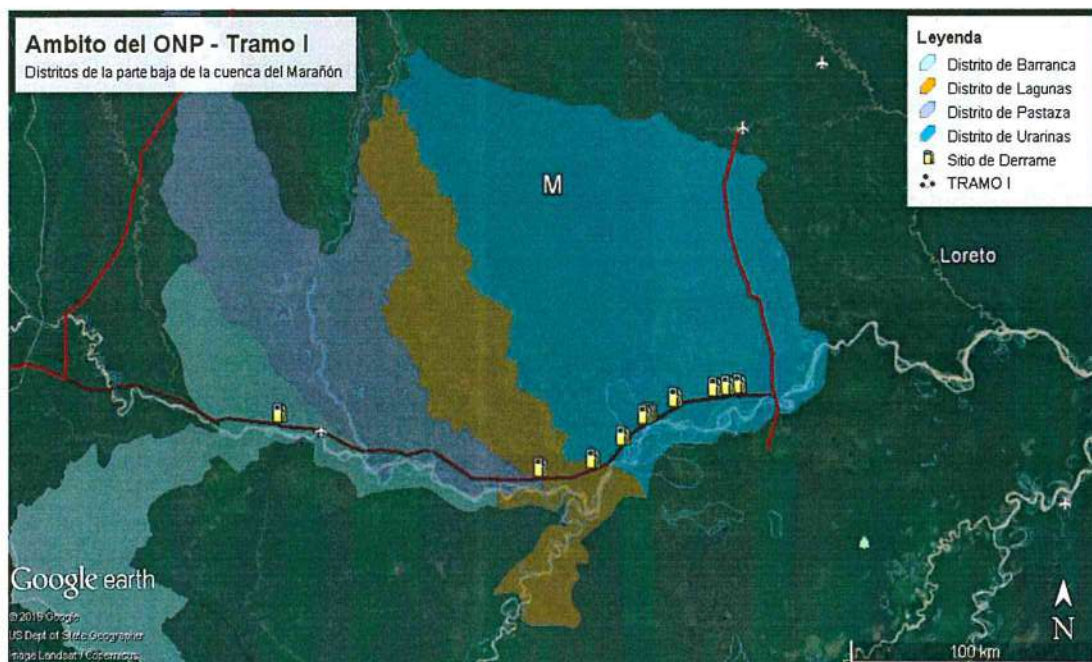 Ambito del ONP - Tramo I
Distritos de la parte baja de la cuenca del Marañón
Leyenda
Distrito de Barranca
Distrito de Lagunas
Distrito de Pastaza
Distrito de Urarinas
Sitio de Derrame
TRAMO I
M
Loreto
Google earth
© 2016 Google
US Dept of State Geographer
Image Landsat / Copernicus
100 km
N